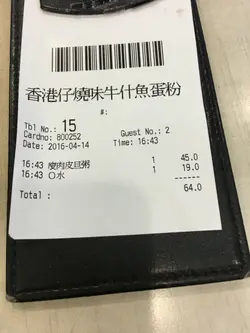 香港仔燒味牛什魚蛋粉
#:
Tbl No.: 15
Cardno: 800252 Guest No.: 2
Date: 2016-04-14 Time: 16:43
16:43 瘦肉皮旦粥 1 45.0
16:43 O水 1 19.0
64.0
Total :